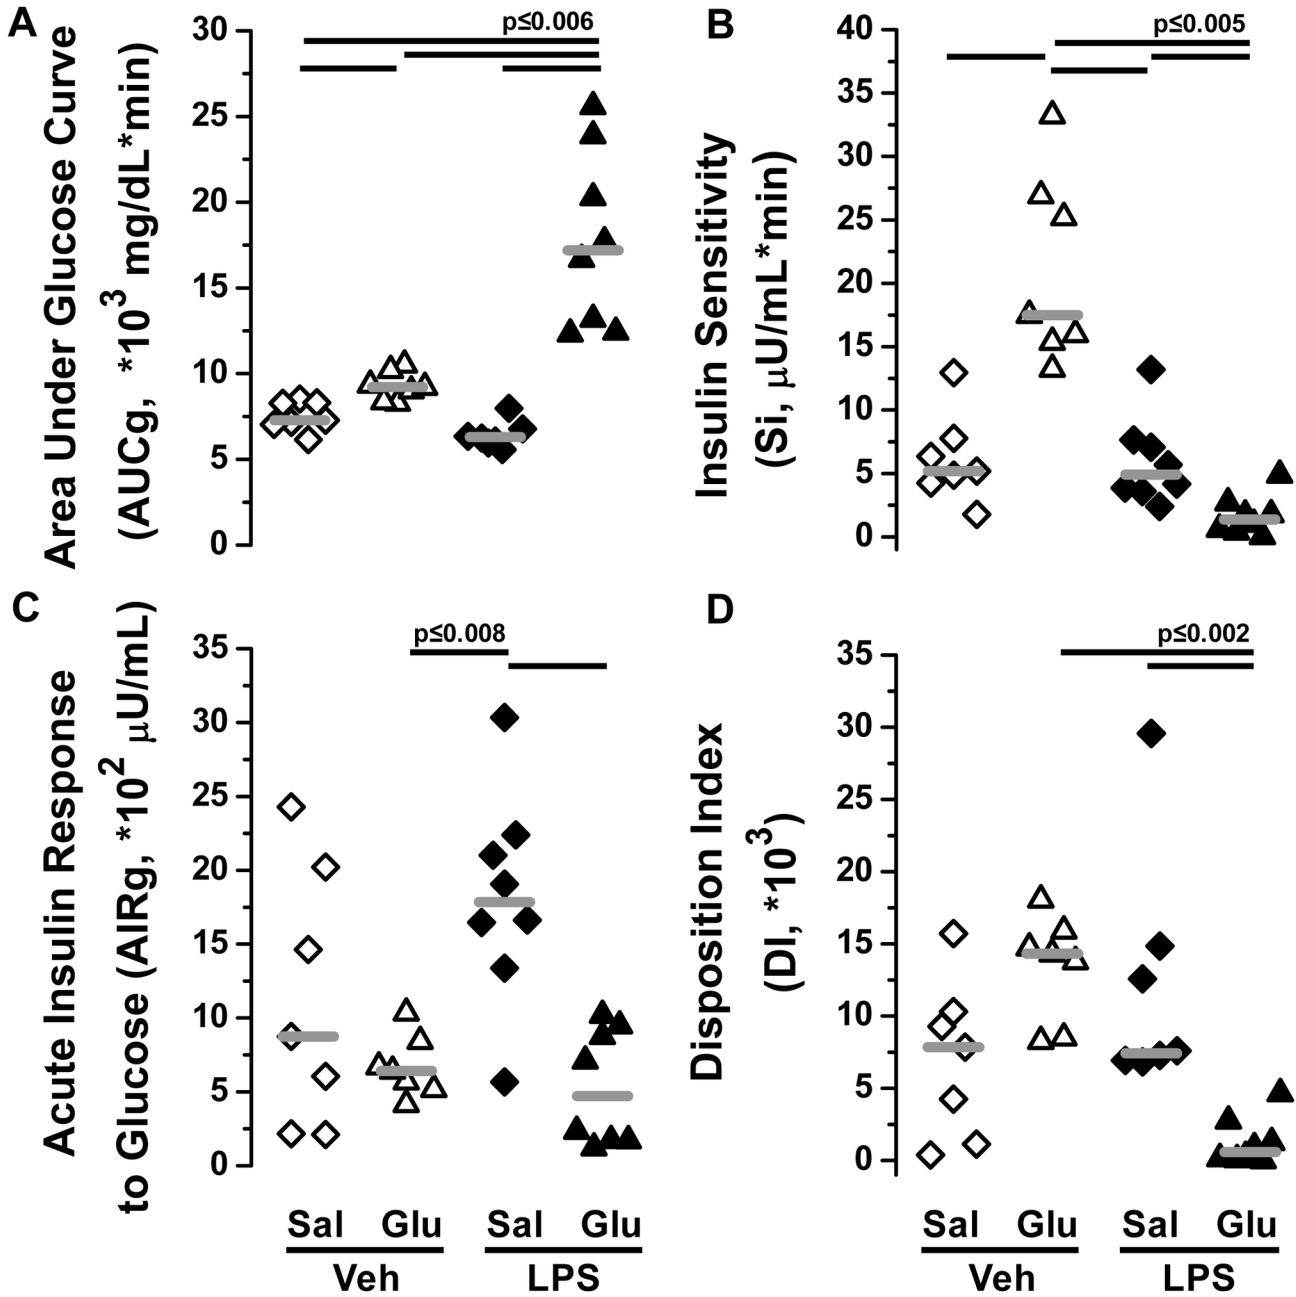 A
p≤0.006
Area Under Glucose Curve
(AUCg, *10³ mg/dL*min)
30
25
20
15
10
5
0
B
p≤0.005
Insulin Sensitivity
(Si, μU/mL*min)
40
35
30
25
20
15
10
5
0
C
p≤0.008
Acute Insulin Response
to Glucose (AIRg, *10² μU/mL)
35
30
25
20
15
10
5
0
Sal Glu Sal Glu
Veh LPS
D
p≤0.002
Disposition Index
(DI, *10³)
35
30
25
20
15
10
5
0
Sal Glu Sal Glu
Veh LPS